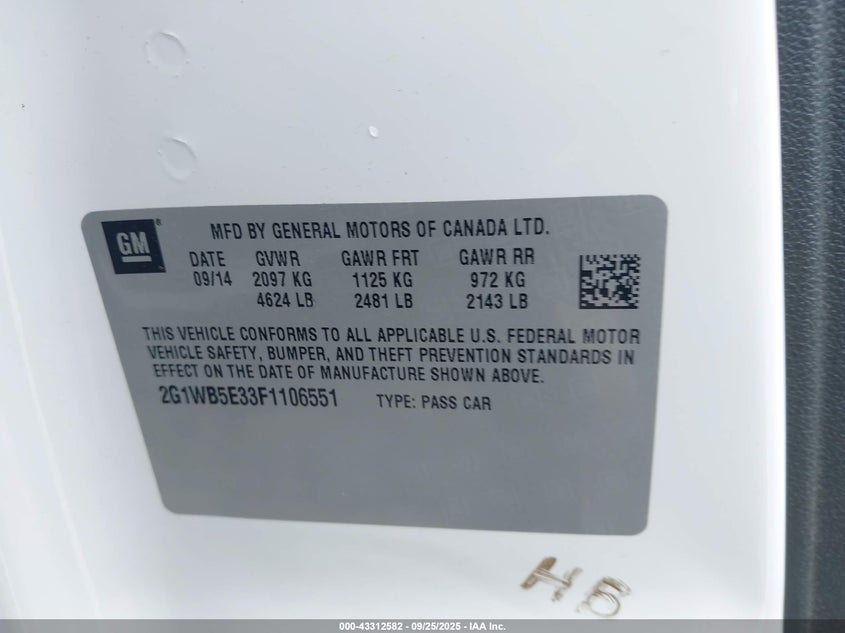 GM
MFD BY GENERAL MOTORS OF CANADA LTD.
DATE GVWR GAWR FRT GAWR RR
09/14 2097 KG 1125 KG 972 KG
4624 LB 2481 LB 2143 LB
THIS VEHICLE CONFORMS TO ALL APPLICABLE U.S. FEDERAL MOTOR
VEHICLE SAFETY, BUMPER, AND THEFT PREVENTION STANDARDS IN
EFFECT ON THE DATE OF MANUFACTURE SHOWN ABOVE.
2G1WB5E33F1106551 TYPE: PASS CAR
000-43312582 - 09/25/2025 - IAA Inc.